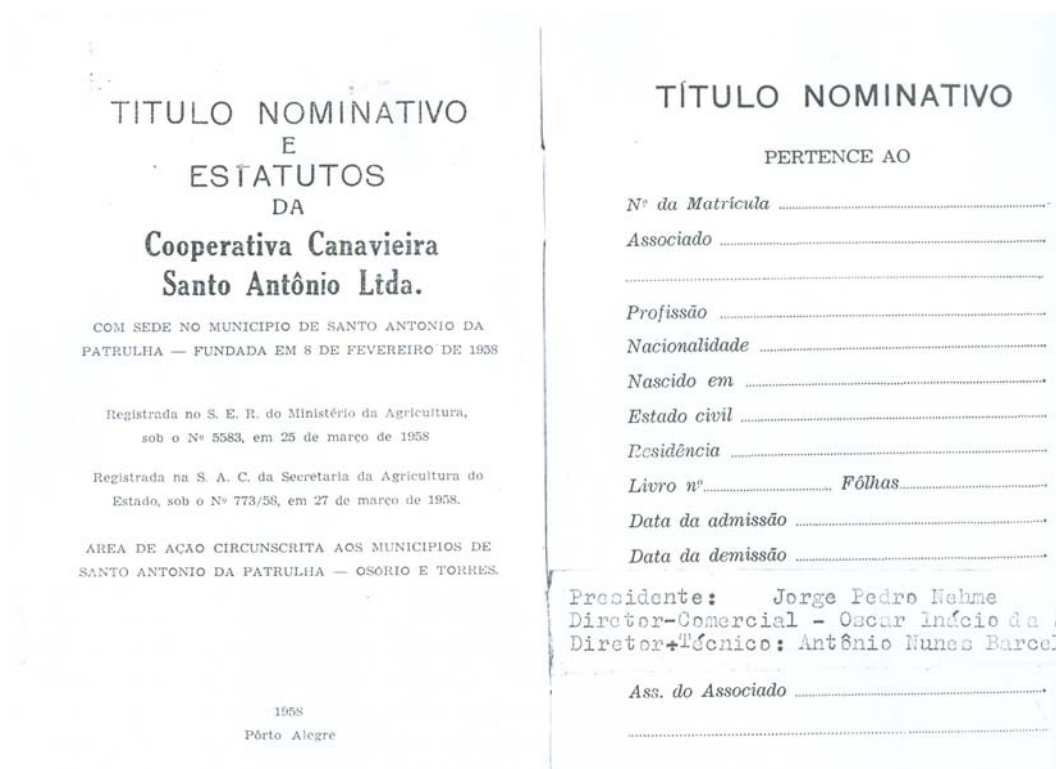 TITULO NOMINATIVO
E
ESTATUTOS
DA
Cooperativa Canavieira
Santo Antônio Ltda.
COM SEDE NO MUNICIPIO DE SANTO ANTONIO DA
PATRULHA — FUNDADA EM 8 DE FEVEREIRO DE 1958
Registrada no S. E. R. do Ministério da Agricultura,
sob o Nº 5583, em 25 de março de 1958
Registrada na S. A. C. da Secretaria da Agricultura do
Estado, sob o Nº 773/58, em 27 de março de 1958.
AREA DE AÇÃO CIRCUNSCRITA AOS MUNICIPIOS DE
SANTO ANTONIO DA PATRULHA — OSÓRIO E TORRES.
1958
Pôrto Alegre
TÍTULO NOMINATIVO
PERTENCE AO
Nº da Matrícula
Associado
Profissão
Nacionalidade
Nascido em
Estado civil
Residência
Livro nº Fôlhas
Data da admissão
Data da demissão
Presidente: Jorge Pedro Nehme
Diretor-Comercial - Oscar Inácio da
Diretor+Técnico: Antônio Nunes Barcel
Ass. do Associado